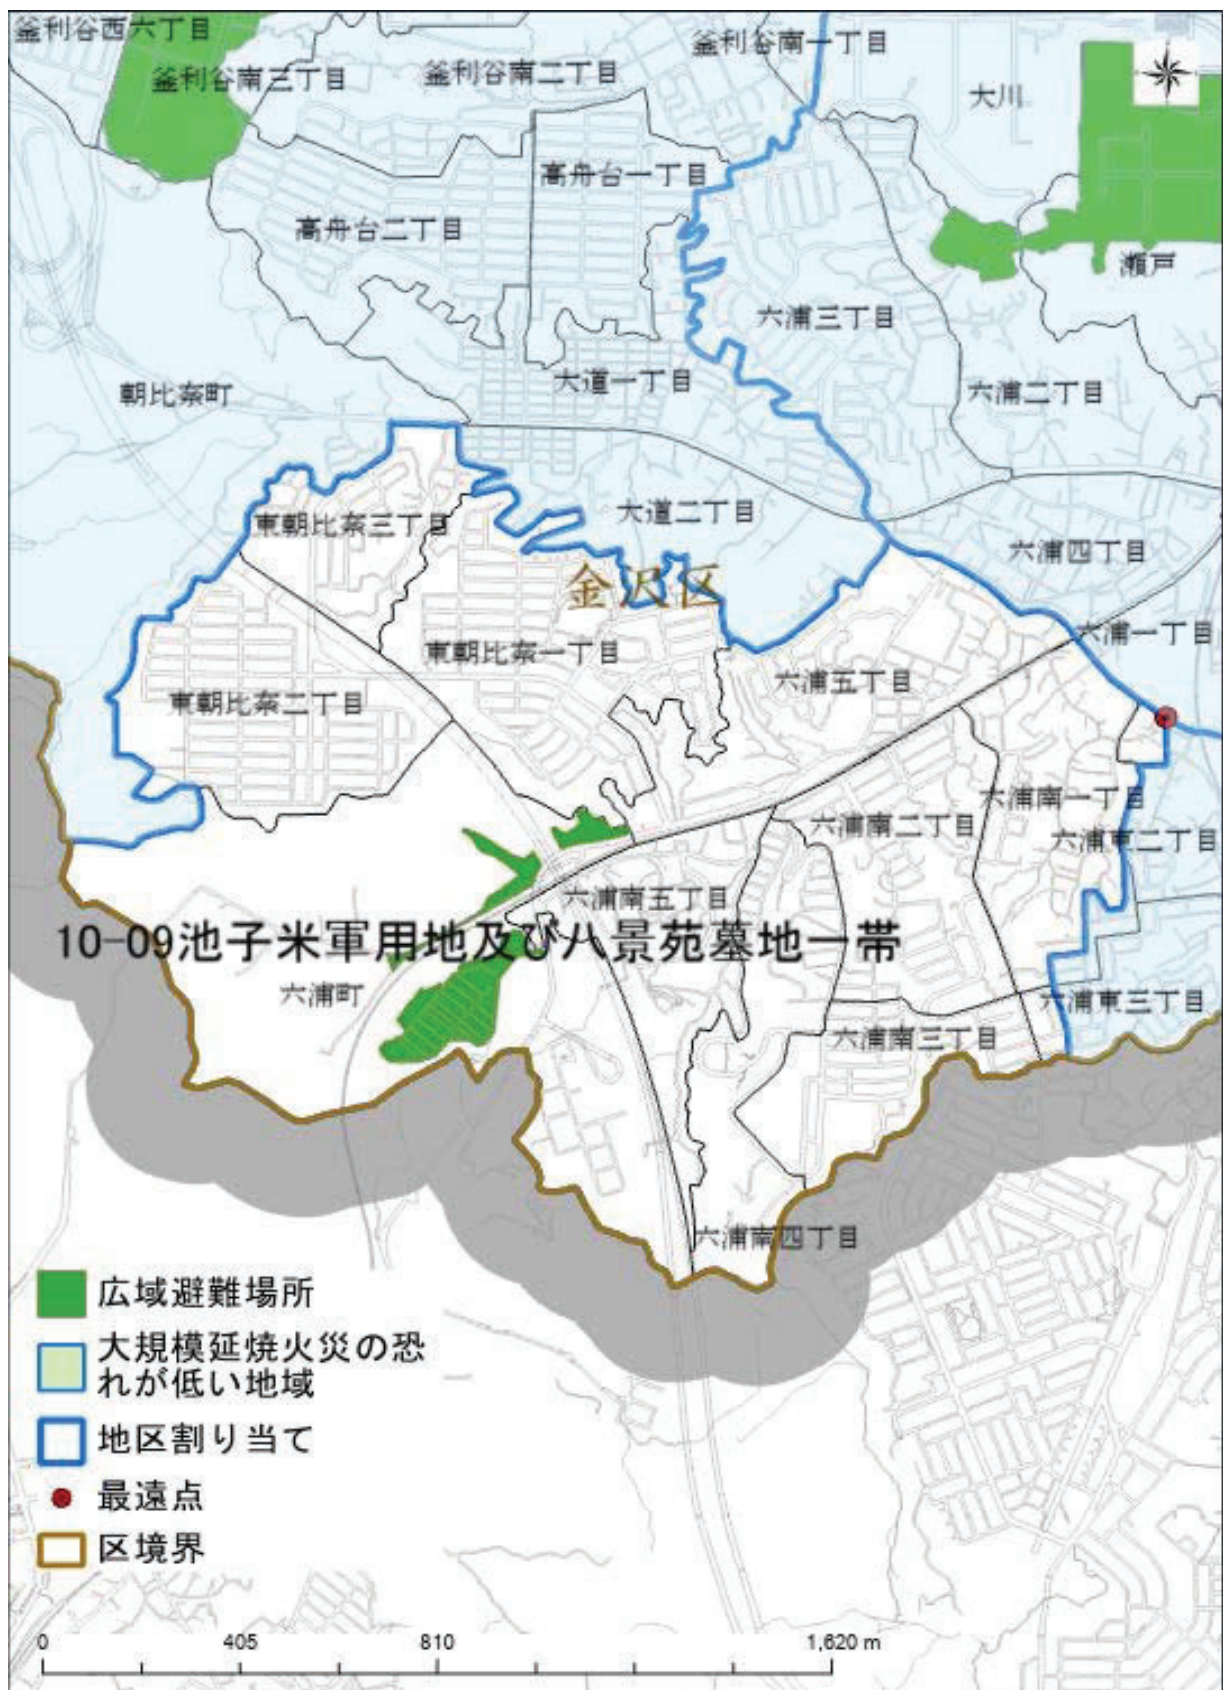 釜利谷西六丁目
釜利谷南三丁目
釜利谷南二丁目
釜利谷南一丁目
大川
高舟台一丁目
高舟台二丁目
瀬戸
六浦三丁目
大道一丁目
朝比奈町
六浦二丁目
東朝比奈三丁目
大道二丁目
六浦四丁目
金沢区
六浦一丁目
東朝比奈一丁目
六浦五丁目
東朝比奈二丁目
六浦南一丁目
六浦南二丁目
六浦東二丁目
六浦南五丁目
10-09池子米軍用地及び八景苑墓地一帯
六浦町
六浦東三丁目
六浦南三丁目
六浦南四丁目
広域避難場所
大規模延焼火災の恐
れが低い地域
地区割り当て
最遠点
区境界
0 405 810 1,620 m